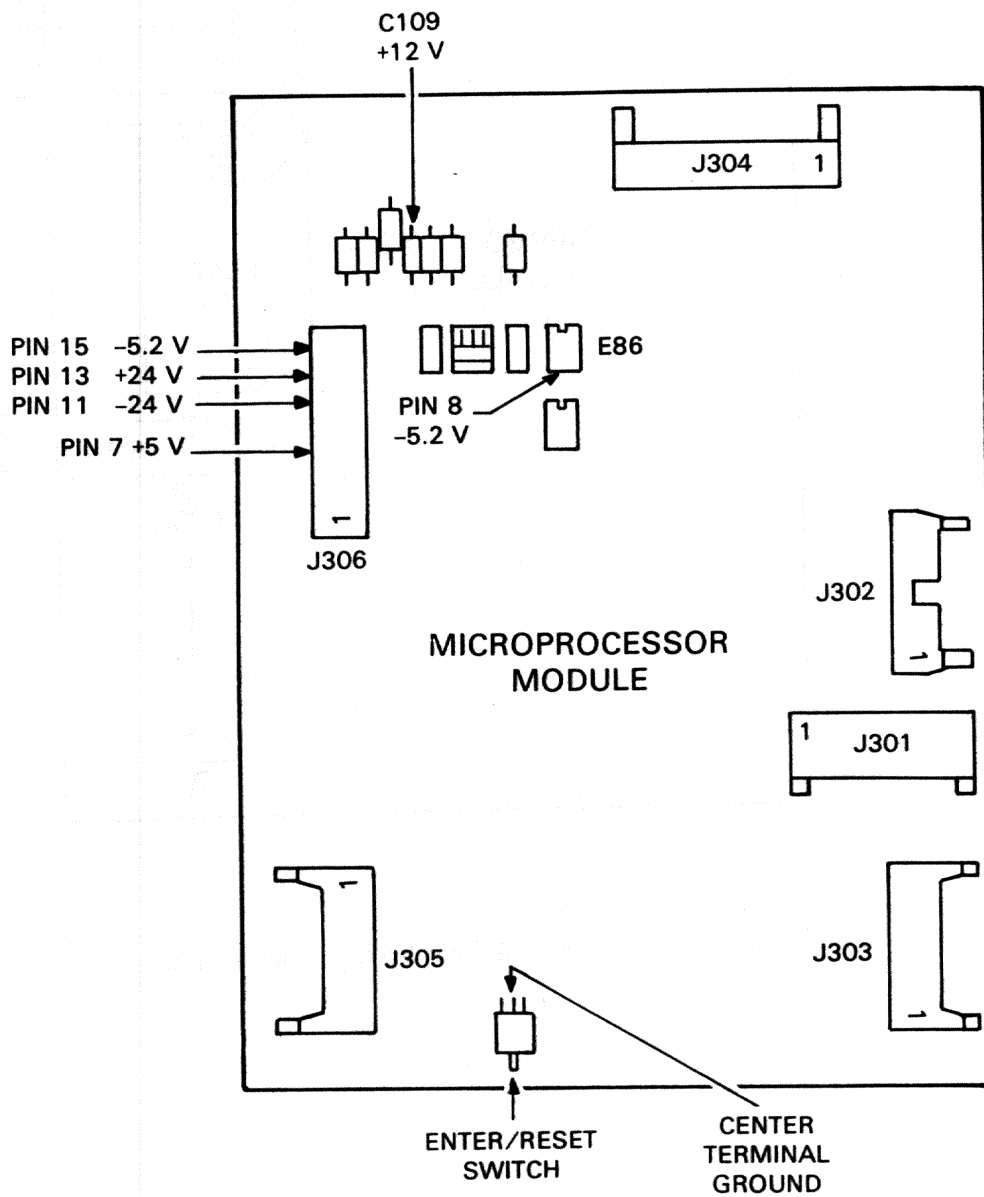 C109
+12 V
J304 1
PIN 15 –5.2 V
PIN 13 +24 V
PIN 11 –24 V
PIN 7 +5 V
E86
PIN 8
–5.2 V
1
J306
J302
1
MICROPROCESSOR
MODULE
1 J301
1
J305
J303
1
ENTER/RESET
SWITCH
CENTER
TERMINAL
GROUND